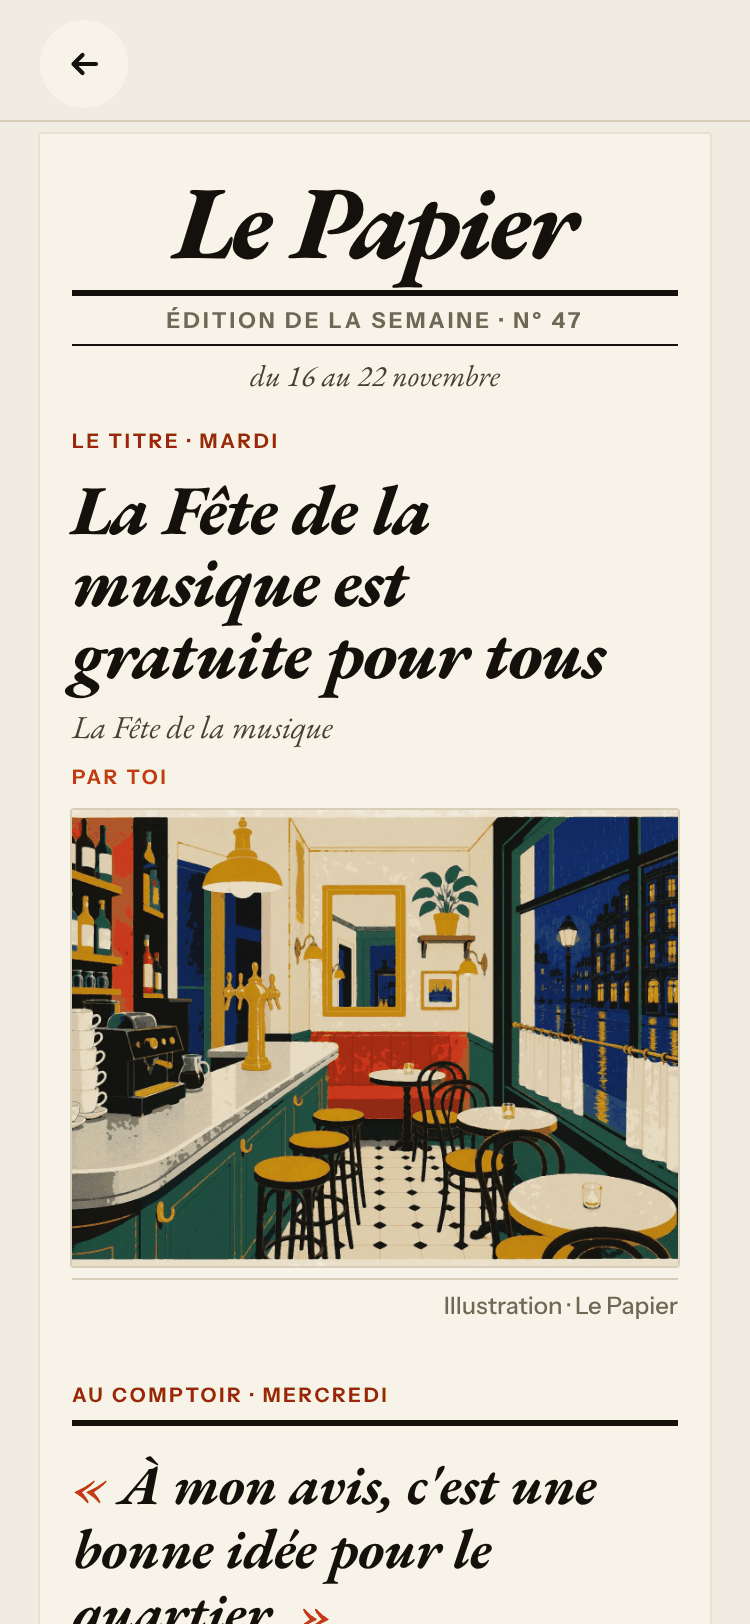 Le Papier
ÉDITION DE LA SEMAINE · N° 47
du 16 au 22 novembre
LE TITRE · MARDI
La Fête de la
musique est
gratuite pour tous
La Fête de la musique
PAR TOI
Illustration · Le Papier
AU COMPTOIR · MERCREDI
« À mon avis, c'est une
bonne idée pour le
quartier. »